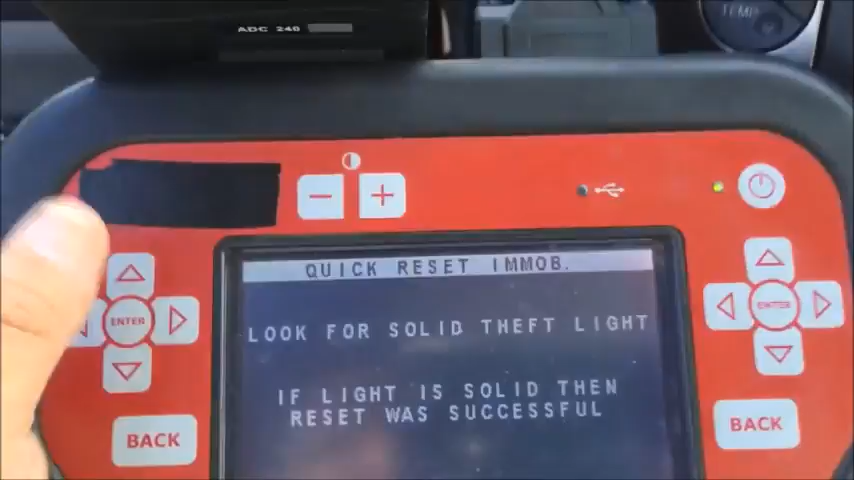 ADC 240
TEMP
QUICK RESET IMMOB.
LOOK FOR SOLID THEFT LIGHT
IF LIGHT IS SOLID THEN
RESET WAS SUCCESSFUL
ENTER
ENTER
BACK
BACK